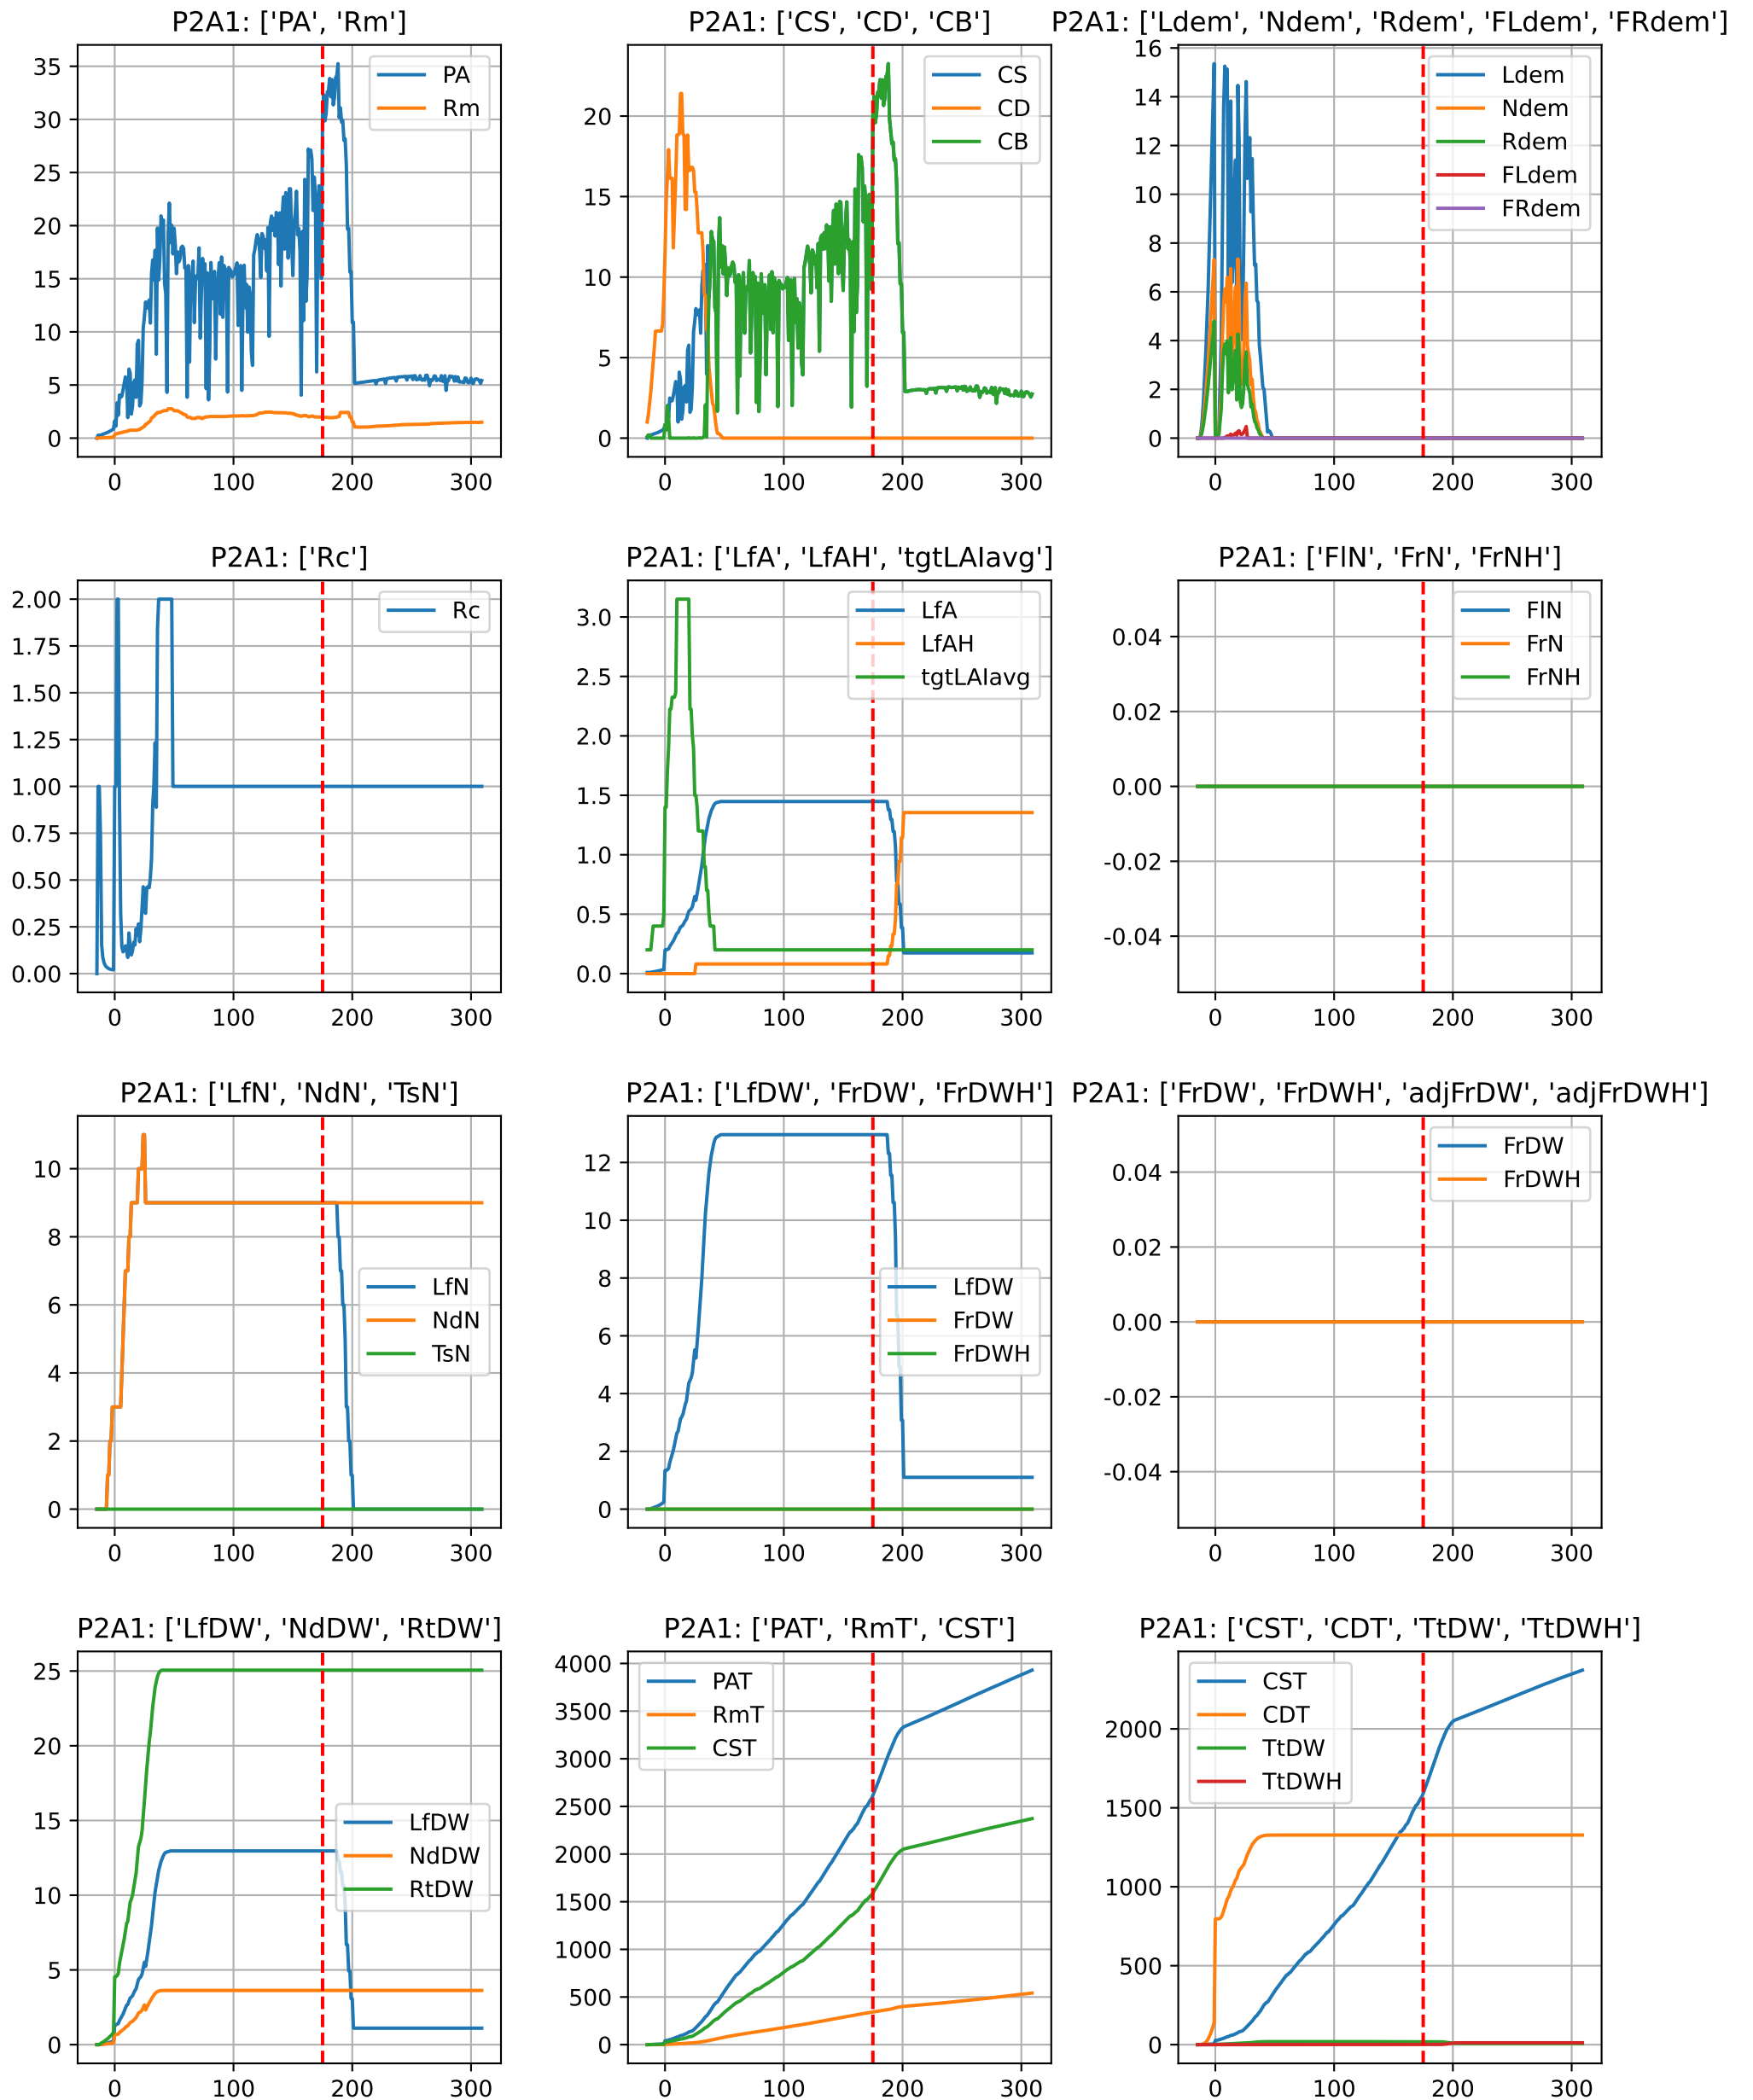 P2A1: ['PA', 'Rm']
35
30
25
20
15
10
5
0
0 100 200 300
PA
Rm
P2A1: ['CS', 'CD', 'CB']
20
15
10
5
0
0 100 200 300
CS
CD
CB
P2A1: ['Ldem', 'Ndem', 'Rdem', 'FLdem', 'FRdem']
16
14
12
10
8
6
4
2
0
0 100 200 300
Ldem
Ndem
Rdem
FLdem
FRdem
P2A1: ['Rc']
2.00
1.75
1.50
1.25
1.00
0.75
0.50
0.25
0.00
0 100 200 300
Rc
P2A1: ['LfA', 'LfAH', 'tgtLAIavg']
3.0
2.5
2.0
1.5
1.0
0.5
0.0
0 100 200 300
LfA
LfAH
tgtLAIavg
P2A1: ['FlN', 'FrN', 'FrNH']
0.04
0.02
0.00
-0.02
-0.04
0 100 200 300
FlN
FrN
FrNH
P2A1: ['LfN', 'NdN', 'TsN']
10
8
6
4
2
0
0 100 200 300
LfN
NdN
TsN
P2A1: ['LfDW', 'FrDW', 'FrDWH']
12
10
8
6
4
2
0
0 100 200 300
LfDW
FrDW
FrDWH
P2A1: ['FrDW', 'FrDWH', 'adjFrDW', 'adjFrDWH']
0.04
0.02
0.00
-0.02
-0.04
0 100 200 300
FrDW
FrDWH
P2A1: ['LfDW', 'NdDW', 'RtDW']
25
20
15
10
5
0
0 100 200 300
LfDW
NdDW
RtDW
P2A1: ['PAT', 'RmT', 'CST']
4000
3500
3000
2500
2000
1500
1000
500
0
0 100 200 300
PAT
RmT
CST
P2A1: ['CST', 'CDT', 'TtDW', 'TtDWH']
2000
1500
1000
500
0
0 100 200 300
CST
CDT
TtDW
TtDWH